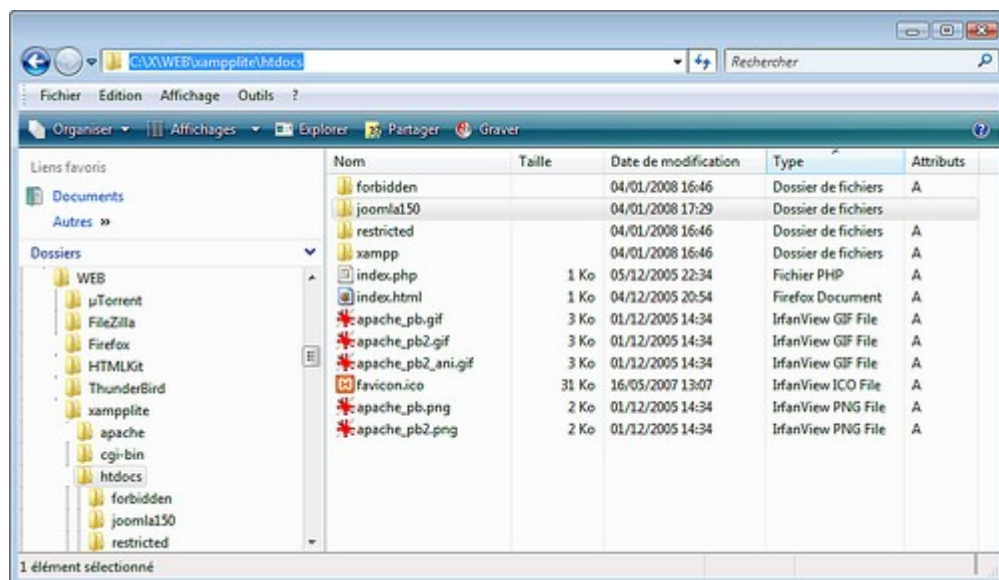 C:\X\WEB\xampplite\htdocs Rechercher
Fichier Edition Affichage Outils ?
Organiser Affichages Explorer Partager Graver
Liens favoris
Documents
Autres »
Dossiers
WEB
µTorrent
FileZilla
Firefox
HTMLKit
ThunderBird
xampplite
apache
cgi-bin
htdocs
forbidden
joomla150
restricted
Nom Taille Date de modification Type Attributs
forbidden 04/01/2008 16:46 Dossier de fichiers A
joomla150 04/01/2008 17:29 Dossier de fichiers
restricted 04/01/2008 16:46 Dossier de fichiers A
xampp 04/01/2008 16:46 Dossier de fichiers A
index.php 1 Ko 05/12/2005 22:34 Fichier PHP A
index.html 1 Ko 04/12/2005 20:54 Firefox Document A
apache_pb.gif 3 Ko 01/12/2005 14:34 IrfanView GIF File A
apache_pb2.gif 3 Ko 01/12/2005 14:34 IrfanView GIF File A
apache_pb2_ani.gif 3 Ko 01/12/2005 14:34 IrfanView GIF File A
favicon.ico 31 Ko 16/05/2007 13:07 IrfanView ICO File A
apache_pb.png 2 Ko 01/12/2005 14:34 IrfanView PNG File A
apache_pb2.png 2 Ko 01/12/2005 14:34 IrfanView PNG File A
1 élément sélectionné